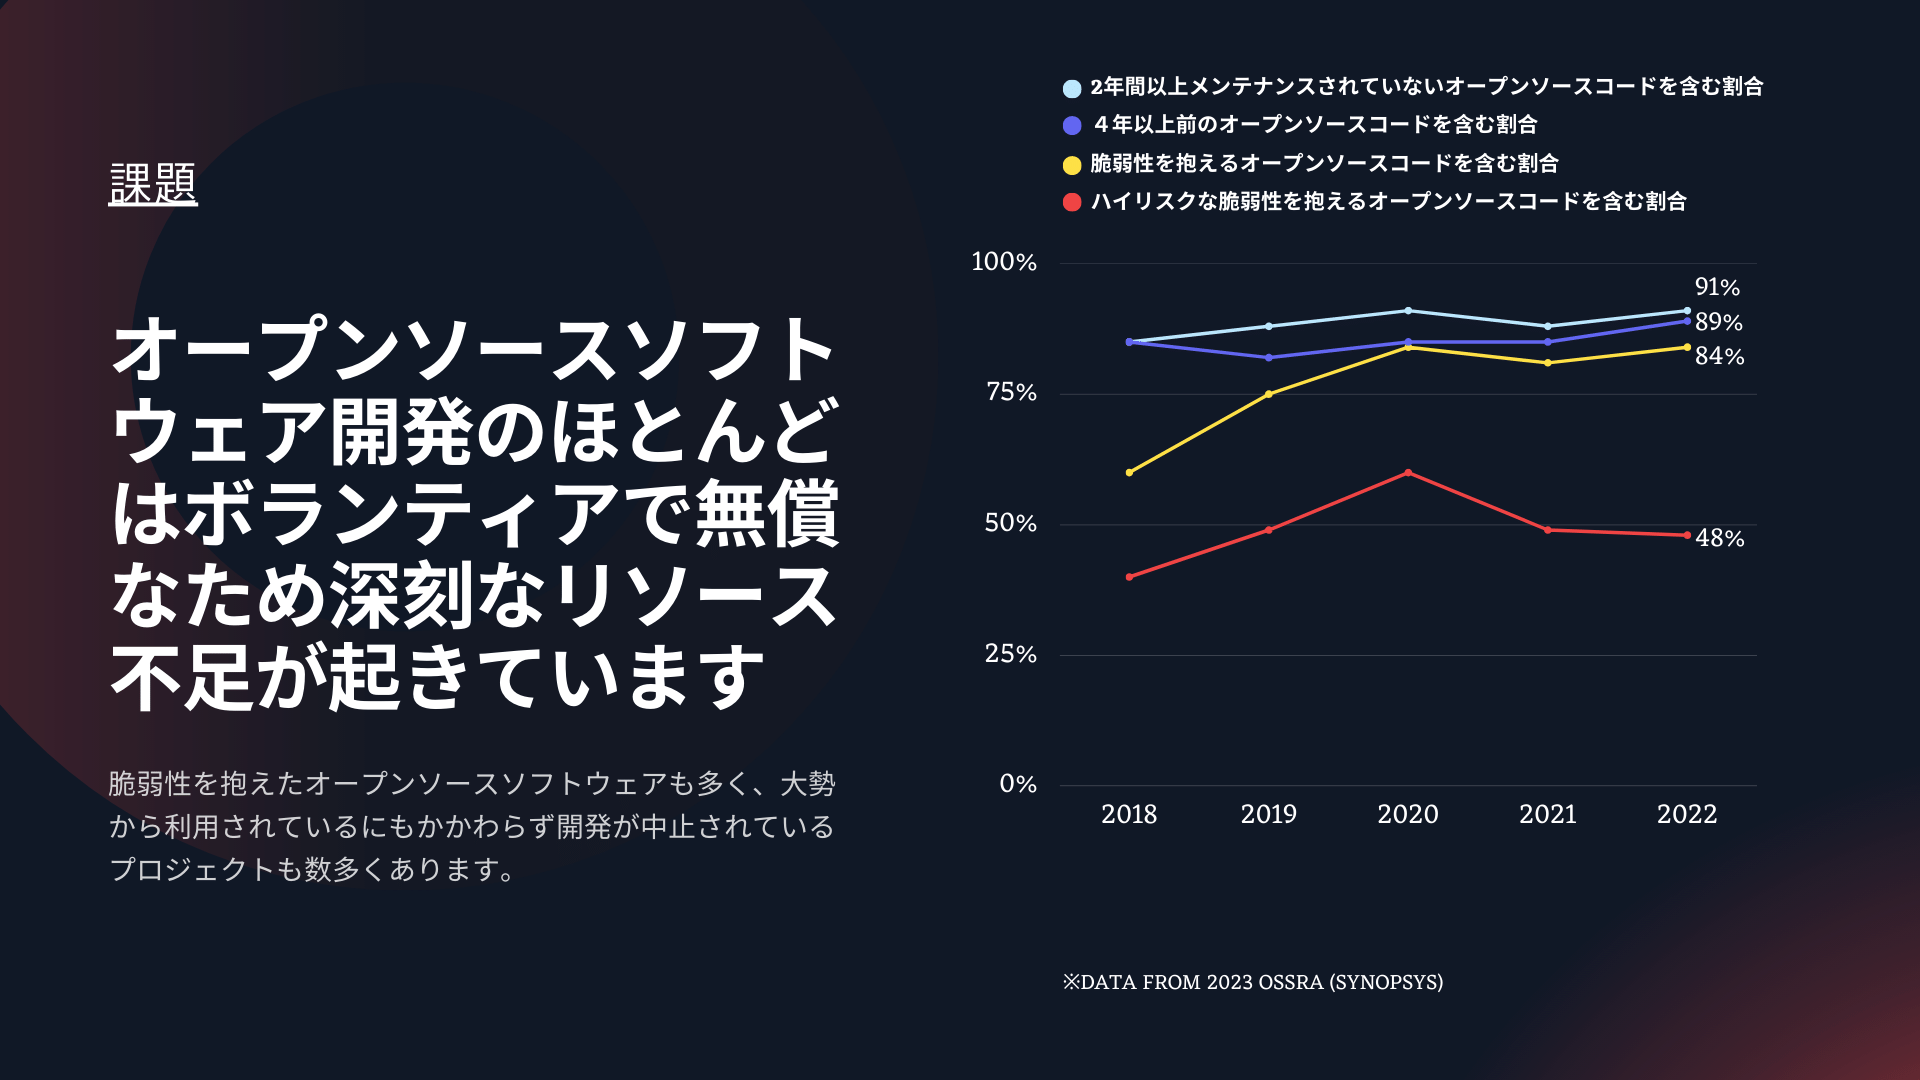 課題
オープンソースソフト
ウェア開発のほとんど
はボランティアで無償
なため深刻なリソース
不足が起きています
脆弱性を抱えたオープンソースソフトウェアも多く、大勢
から利用されているにもかかわらず開発が中止されている
プロジェクトも数多くあります。
2年間以上メンテナンスされていないオープンソースコードを含む割合
４年以上前のオープンソースコードを含む割合
脆弱性を抱えるオープンソースコードを含む割合
ハイリスクな脆弱性を抱えるオープンソースコードを含む割合
100%
91%
89%
84%
75%
50%
48%
25%
0%
2018 2019 2020 2021 2022
※DATA FROM 2023 OSSRA (SYNOPSYS)